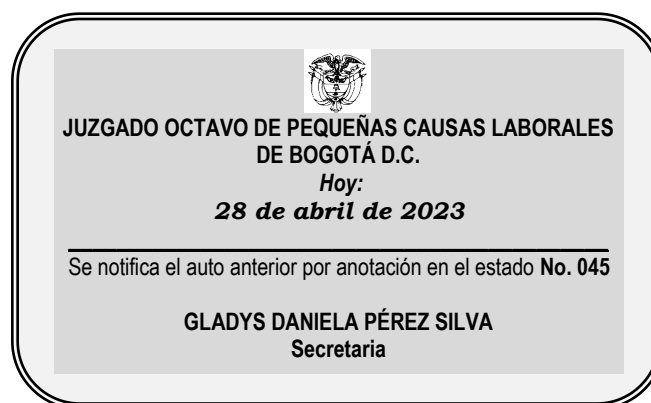 JUZGADO OCTAVO DE PEQUEÑAS CAUSAS LABORALES
DE BOGOTÁ D.C.
Hoy:
28 de abril de 2023
Se notifica el auto anterior por anotación en el estado No. 045
GLADYS DANIELA PÉREZ SILVA
Secretaria